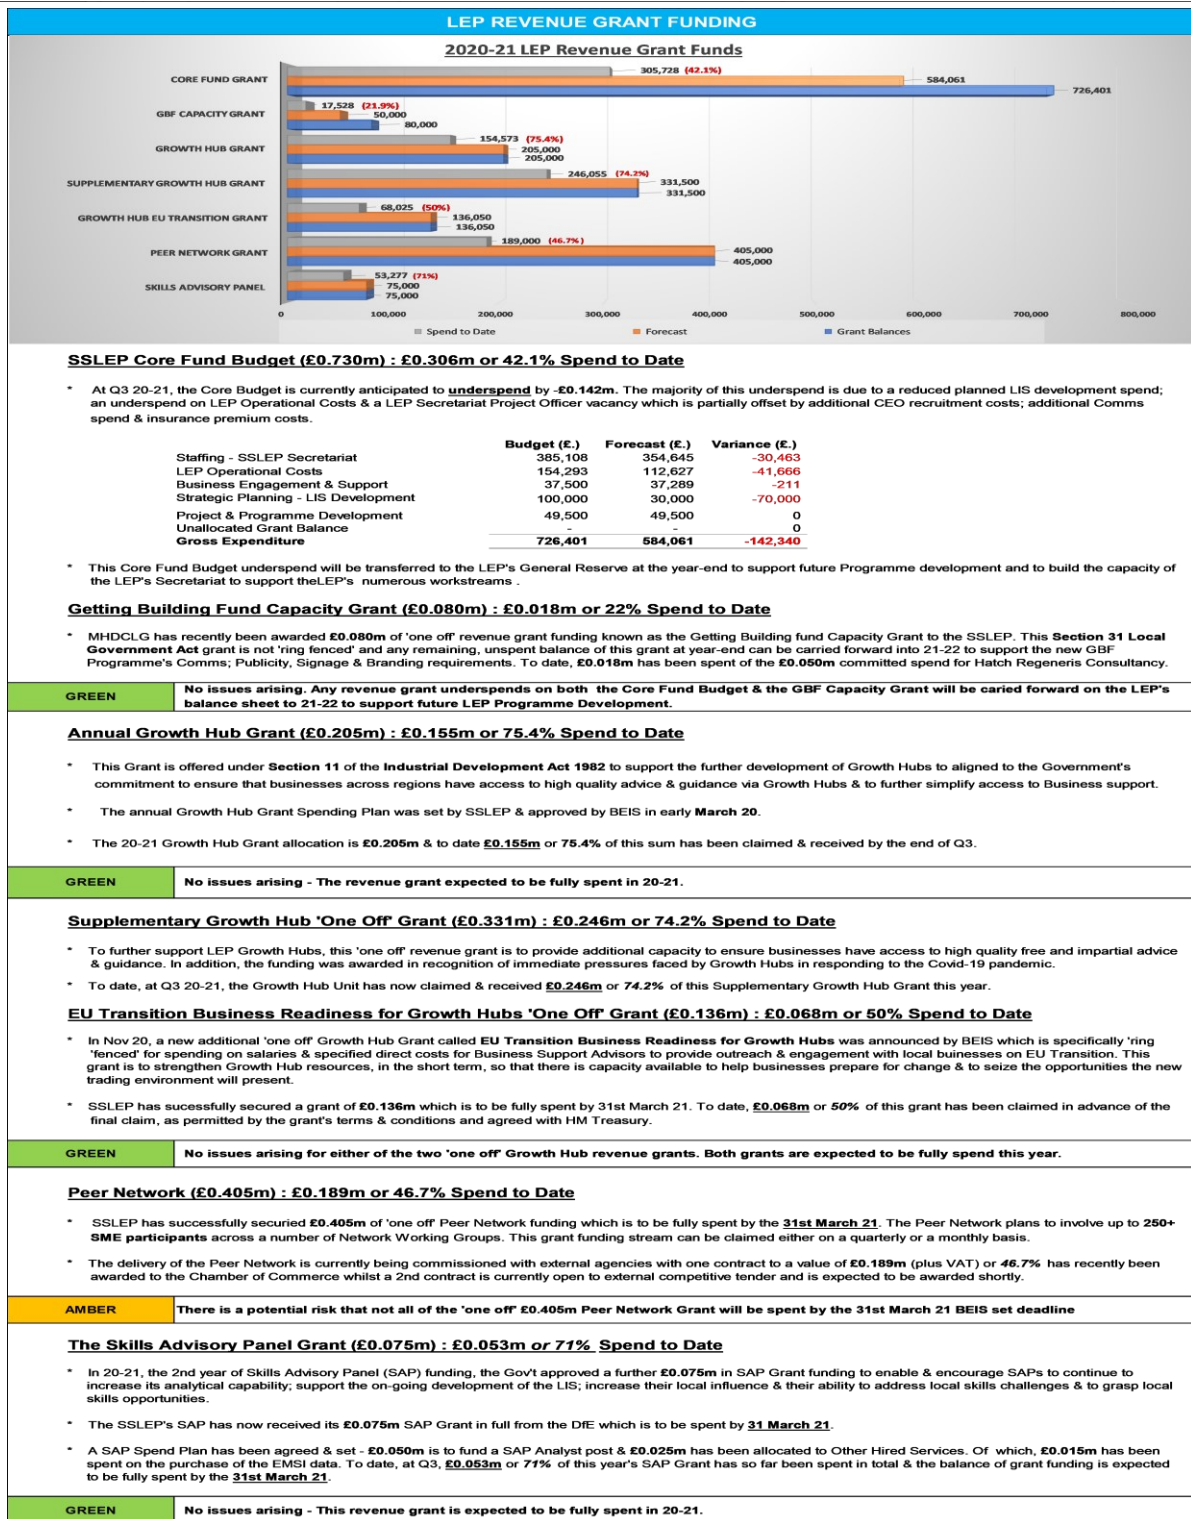 LEP REVENUE GRANT FUNDING
2020-21 LEP Revenue Grant Funds
CORE FUND GRANT
305,728 (42.1%)
584,061
726,401
GBF CAPACITY GRANT
17,528 (21.9%)
50,000
80,000
GROWTH HUB GRANT
154,573 (75.4%)
205,000
205,000
SUPPLEMENTARY GROWTH HUB GRANT
246,055 (74.2%)
331,500
331,500
GROWTH HUB EU TRANSITION GRANT
68,025 (50%)
136,050
136,050
PEER NETWORK GRANT
189,000 (46.7%)
405,000
405,000
SKILLS ADVISORY PANEL
53,277 (71%)
75,000
75,000
0 100,000 200,000 300,000 400,000 500,000 600,000 700,000 800,000
Spend to Date Forecast Grant Balances
SSLEP Core Fund Budget (£0.730m) : £0.306m or 42.1% Spend to Date
* At Q3 20-21, the Core Budget is currently anticipated to underspend by -£0.142m. The majority of this underspend is due to a reduced planned LIS development spend;
an underspend on LEP Operational Costs & a LEP Secretariat Project Officer vacancy which is partially offset by additional CEO recruitment costs; additional Comms
spend & insurance premium costs.
Budget (£.) Forecast (£.) Variance (£.)
Staffing - SSLEP Secretariat 385,108 354,645 -30,463
LEP Operational Costs 154,293 112,627 -41,666
Business Engagement & Support 37,500 37,289 -211
Strategic Planning - LIS Development 100,000 30,000 -70,000
Project & Programme Development 49,500 49,500 0
Unallocated Grant Balance - - 0
Gross Expenditure 726,401 584,061 -142,340
* This Core Fund Budget underspend will be transferred to the LEP's General Reserve at the year-end to support future Programme development and to build the capacity of
the LEP's Secretariat to support theLEP's numerous workstreams .
Getting Building Fund Capacity Grant (£0.080m) : £0.018m or 22% Spend to Date
* MHDCLG has recently been awarded £0.080m of 'one off' revenue grant funding known as the Getting Building fund Capacity Grant to the SSLEP. This Section 31 Local
Government Act grant is not 'ring fenced' and any remaining, unspent balance of this grant at year-end can be carried forward into 21-22 to support the new GBF
Programme's Comms; Publicity, Signage & Branding requirements. To date, £0.018m has been spent of the £0.050m committed spend for Hatch Regeneris Consultancy.
GREEN
No issues arising. Any revenue grant underspends on both the Core Fund Budget & the GBF Capacity Grant will be caried forward on the LEP's
balance sheet to 21-22 to support future LEP Programme Development.
Annual Growth Hub Grant (£0.205m) : £0.155m or 75.4% Spend to Date
* This Grant is offered under Section 11 of the Industrial Development Act 1982 to support the further development of Growth Hubs to aligned to the Government's
commitment to ensure that businesses across regions have access to high quality advice & guidance via Growth Hubs & to further simplify access to Business support.
* The annual Growth Hub Grant Spending Plan was set by SSLEP & approved by BEIS in early March 20.
* The 20-21 Growth Hub Grant allocation is £0.205m & to date £0.155m or 75.4% of this sum has been claimed & received by the end of Q3.
GREEN
No issues arising - The revenue grant expected to be fully spent in 20-21.
Supplementary Growth Hub 'One Off' Grant (£0.331m) : £0.246m or 74.2% Spend to Date
* To further support LEP Growth Hubs, this 'one off' revenue grant is to provide additional capacity to ensure businesses have access to high quality free and impartial advice
& guidance. In addition, the funding was awarded in recognition of immediate pressures faced by Growth Hubs in responding to the Covid-19 pandemic.
* To date, at Q3 20-21, the Growth Hub Unit has now claimed & received £0.246m or 74.2% of this Supplementary Growth Hub Grant this year.
EU Transition Business Readiness for Growth Hubs 'One Off' Grant (£0.136m) : £0.068m or 50% Spend to Date
* In Nov 20, a new additional 'one off' Growth Hub Grant called EU Transition Business Readiness for Growth Hubs was announced by BEIS which is specifically 'ring
'fenced' for spending on salaries & specified direct costs for Business Support Advisors to provide outreach & engagement with local buinesses on EU Transition. This
grant is to strengthen Growth Hub resources, in the short term, so that there is capacity available to help businesses prepare for change & to seize the opportunities the new
trading environment will present.
* SSLEP has sucessfully secured a grant of £0.136m which is to be fully spent by 31st March 21. To date, £0.068m or 50% of this grant has been claimed in advance of the
final claim, as permitted by the grant's terms & conditions and agreed with HM Treasury.
GREEN
No issues arising for either of the two 'one off' Growth Hub revenue grants. Both grants are expected to be fully spend this year.
Peer Network (£0.405m) : £0.189m or 46.7% Spend to Date
* SSLEP has successfully securied £0.405m of 'one off' Peer Network funding which is to be fully spent by the 31st March 21. The Peer Network plans to involve up to 250+
SME participants across a number of Network Working Groups. This grant funding stream can be claimed either on a quarterly or a monthly basis.
* The delivery of the Peer Network is currently being commissioned with external agencies with one contract to a value of £0.189m (plus VAT) or 46.7% has recently been
awarded to the Chamber of Commerce whilst a 2nd contract is currently open to external competitive tender and is expected to be awarded shortly.
AMBER
There is a potential risk that not all of the 'one off' £0.405m Peer Network Grant will be spent by the 31st March 21 BEIS set deadline
The Skills Advisory Panel Grant (£0.075m) : £0.053m or 71% Spend to Date
* In 20-21, the 2nd year of Skills Advisory Panel (SAP) funding, the Gov't approved a further £0.075m in SAP Grant funding to enable & encourage SAPs to continue to
increase its analytical capability; support the on-going development of the LIS; increase their local influence & their ability to address local skills challenges & to grasp local
skills opportunities.
* The SSLEP's SAP has now received its £0.075m SAP Grant in full from the DfE which is to be spent by 31 March 21.
* A SAP Spend Plan has been agreed & set - £0.050m is to fund a SAP Analyst post & £0.025m has been allocated to Other Hired Services. Of which, £0.015m has been
spent on the purchase of the EMSI data. To date, at Q3, £0.053m or 71% of this year's SAP Grant has so far been spent in total & the balance of grant funding is expected
to be fully spent by the 31st March 21.
GREEN
No issues arising - This revenue grant is expected to be fully spent in 20-21.